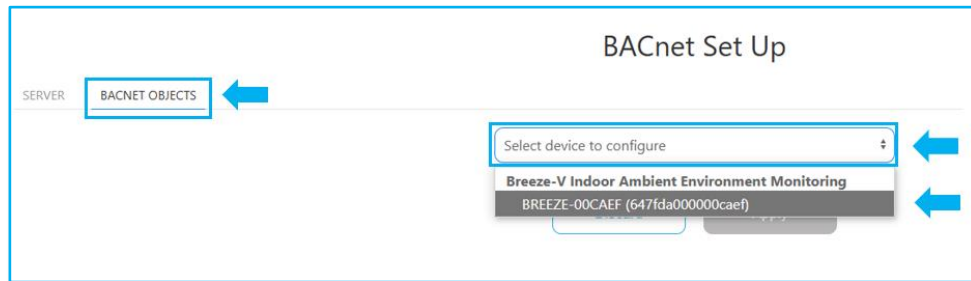 BACnet Set Up
SERVER BACNET OBJECTS
Select device to configure
Breeze-V Indoor Ambient Environment Monitoring
BREEZE-00CAEF (647fda000000caef)